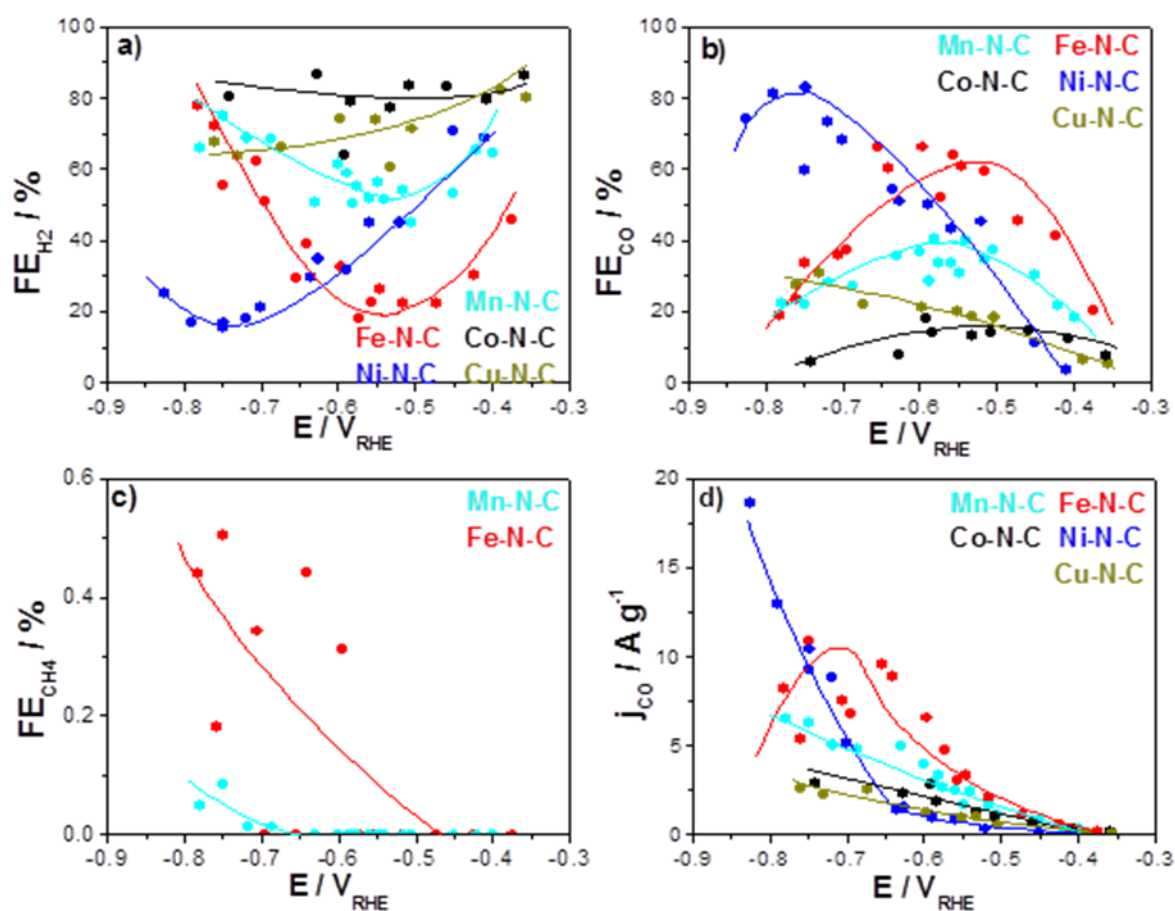 a)
100
80
60
40
20
0
FE_H2 / %
Mn-N-C
Fe-N-C Co-N-C
Ni-N-C Cu-N-C
-0.9 -0.8 -0.7 -0.6 -0.5 -0.4 -0.3
E / V_RHE
b)
Mn-N-C Fe-N-C
Co-N-C Ni-N-C
Cu-N-C
100
80
60
40
20
0
FE_CO / %
-0.9 -0.8 -0.7 -0.6 -0.5 -0.4 -0.3
E / V_RHE
c)
Mn-N-C
Fe-N-C
0.6
0.4
0.2
0.0
FE_CH4 / %
-0.9 -0.8 -0.7 -0.6 -0.5 -0.4 -0.3
E / V_RHE
d)
Mn-N-C Fe-N-C
Co-N-C Ni-N-C
Cu-N-C
20
15
10
5
0
j_CO / A g⁻¹
-0.9 -0.8 -0.7 -0.6 -0.5 -0.4 -0.3
E / V_RHE